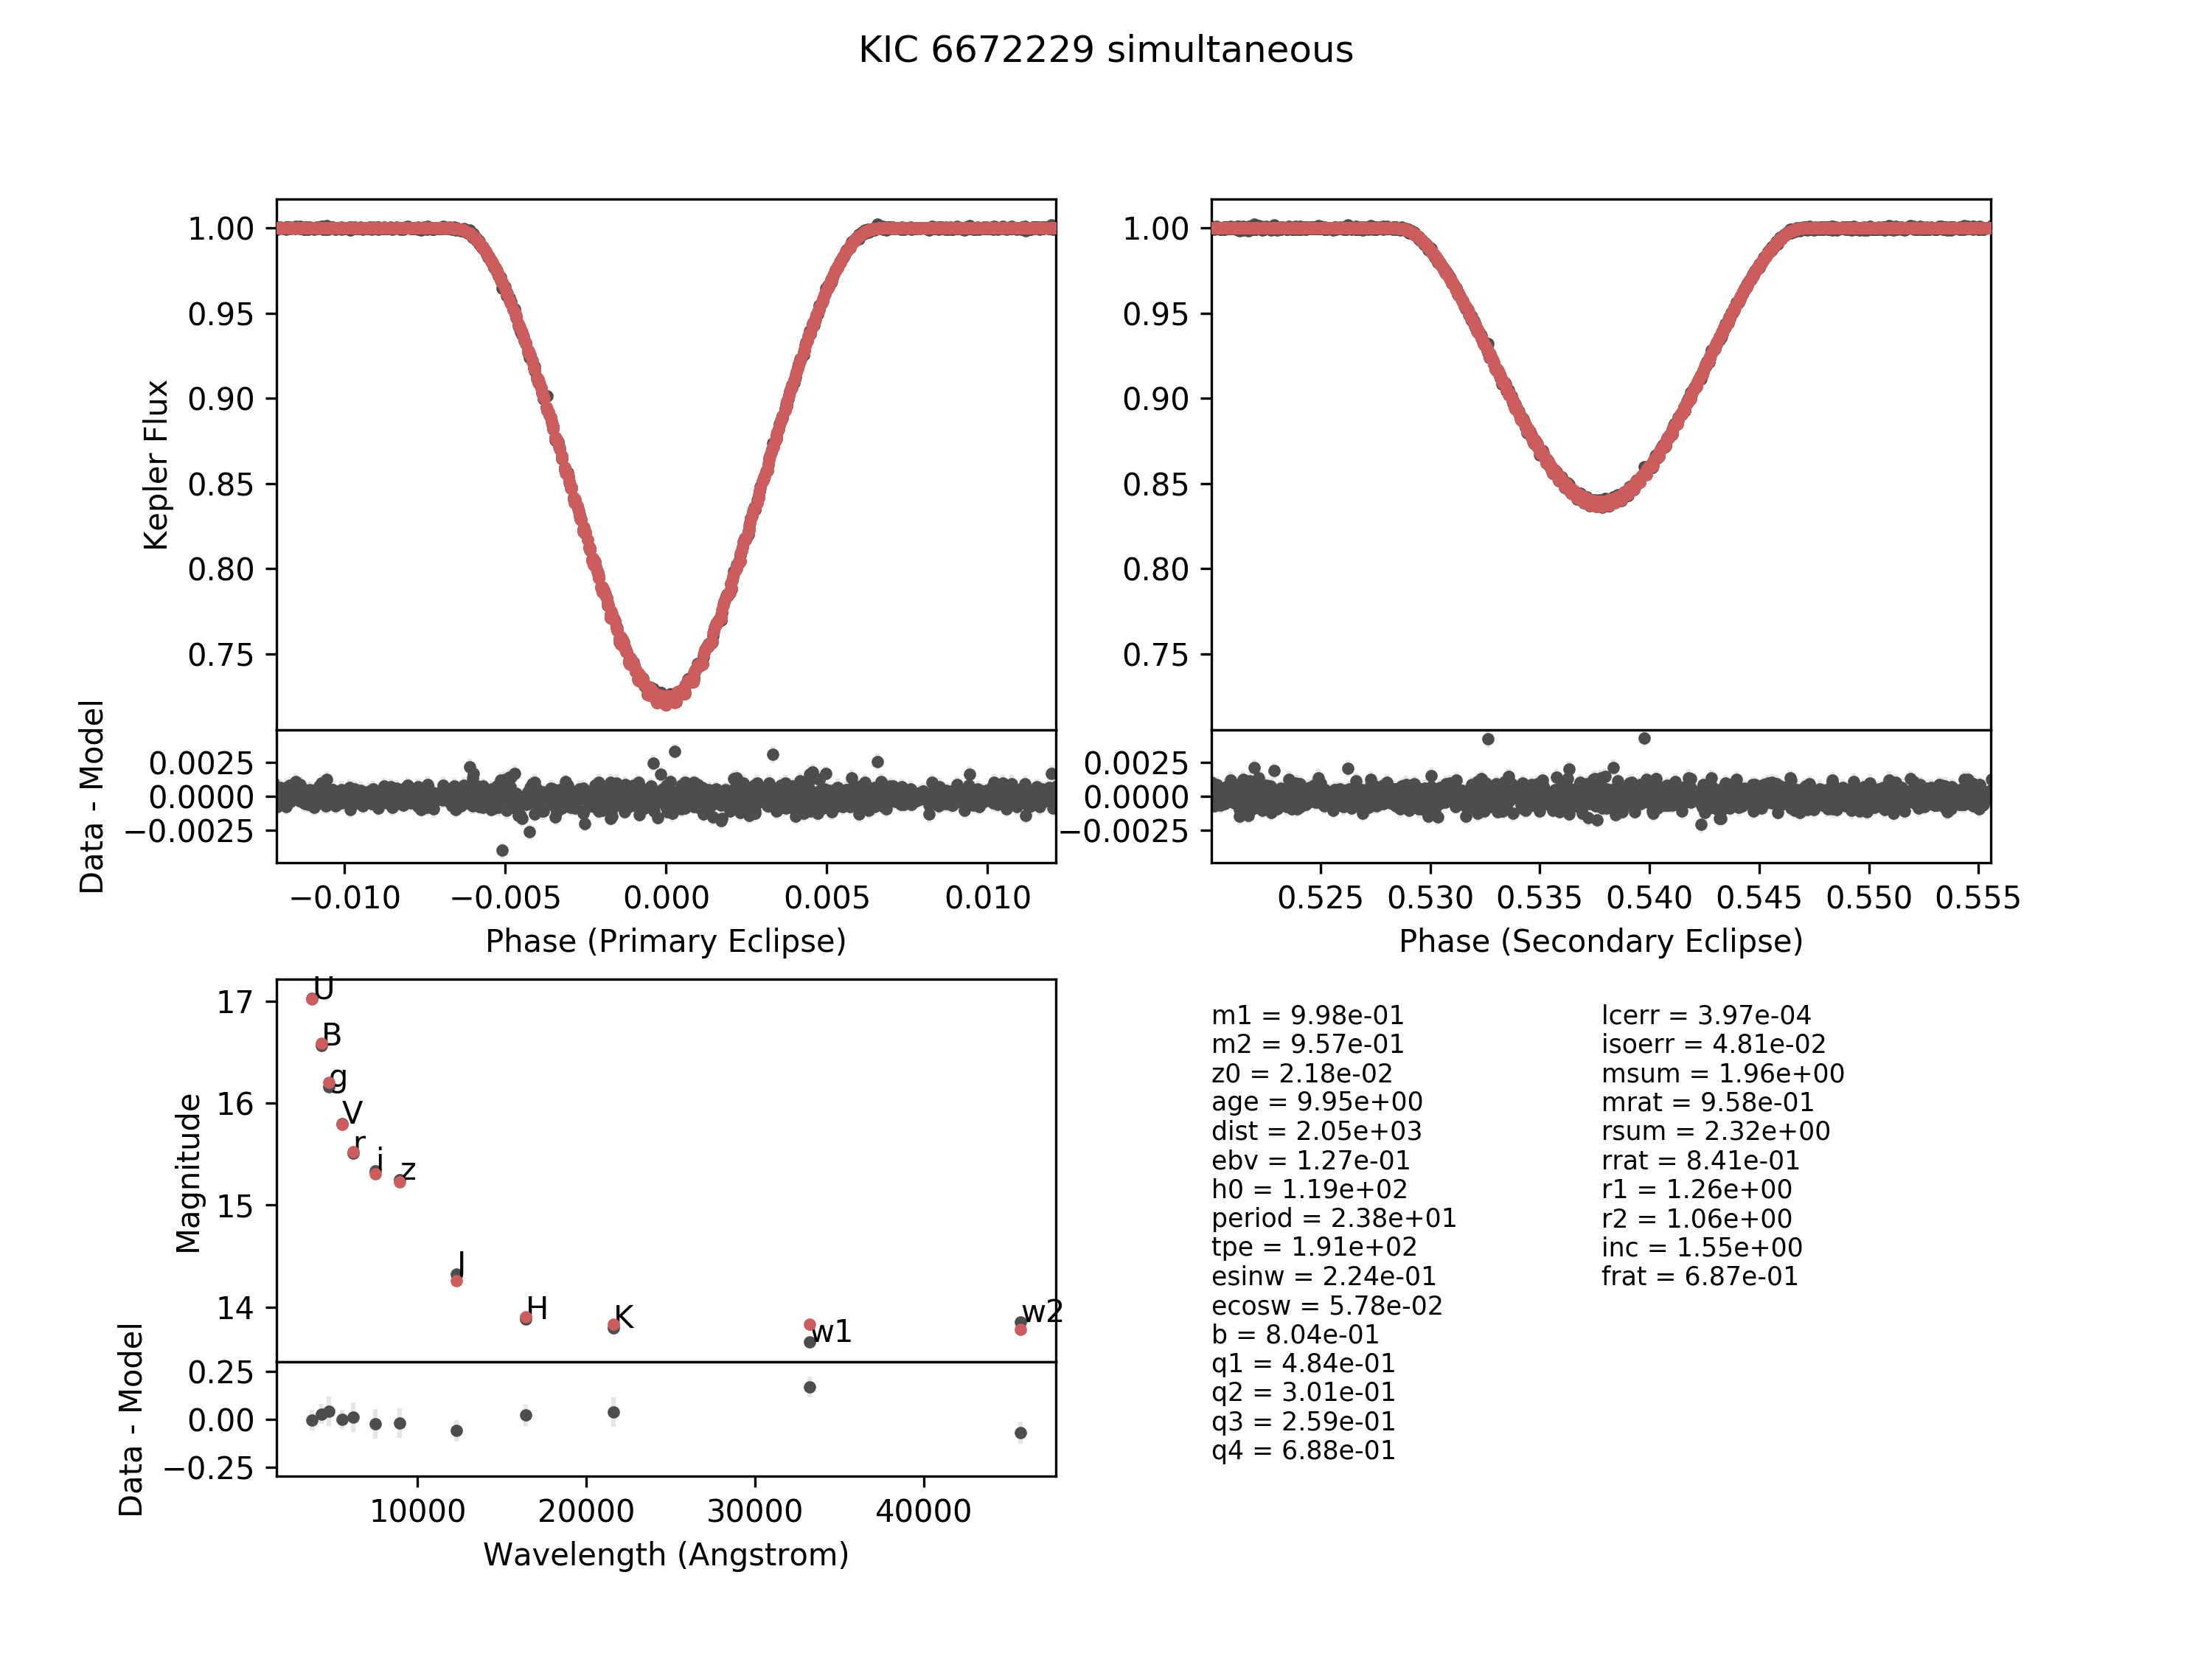 KIC 6672229 simultaneous
Kepler Flux
1.00
0.95
0.90
0.85
0.80
0.75
Data - Model
0.0025
0.0000
−0.0025
−0.010 −0.005 0.000 0.005 0.010
Phase (Primary Eclipse)
1.00
0.95
0.90
0.85
0.80
0.75
0.0025
0.0000
−0.0025
0.525 0.530 0.535 0.540 0.545 0.550 0.555
Phase (Secondary Eclipse)
Magnitude
17
16
15
14
U
B
g
V
r
i
z
J
H
K
w1
w2
Data - Model
0.25
0.00
−0.25
10000 20000 30000 40000
Wavelength (Angstrom)
m1 = 9.98e-01
m2 = 9.57e-01
z0 = 2.18e-02
age = 9.95e+00
dist = 2.05e+03
ebv = 1.27e-01
h0 = 1.19e+02
period = 2.38e+01
tpe = 1.91e+02
esinw = 2.24e-01
ecosw = 5.78e-02
b = 8.04e-01
q1 = 4.84e-01
q2 = 3.01e-01
q3 = 2.59e-01
q4 = 6.88e-01
lcerr = 3.97e-04
isoerr = 4.81e-02
msum = 1.96e+00
mrat = 9.58e-01
rsum = 2.32e+00
rrat = 8.41e-01
r1 = 1.26e+00
r2 = 1.06e+00
inc = 1.55e+00
frat = 6.87e-01